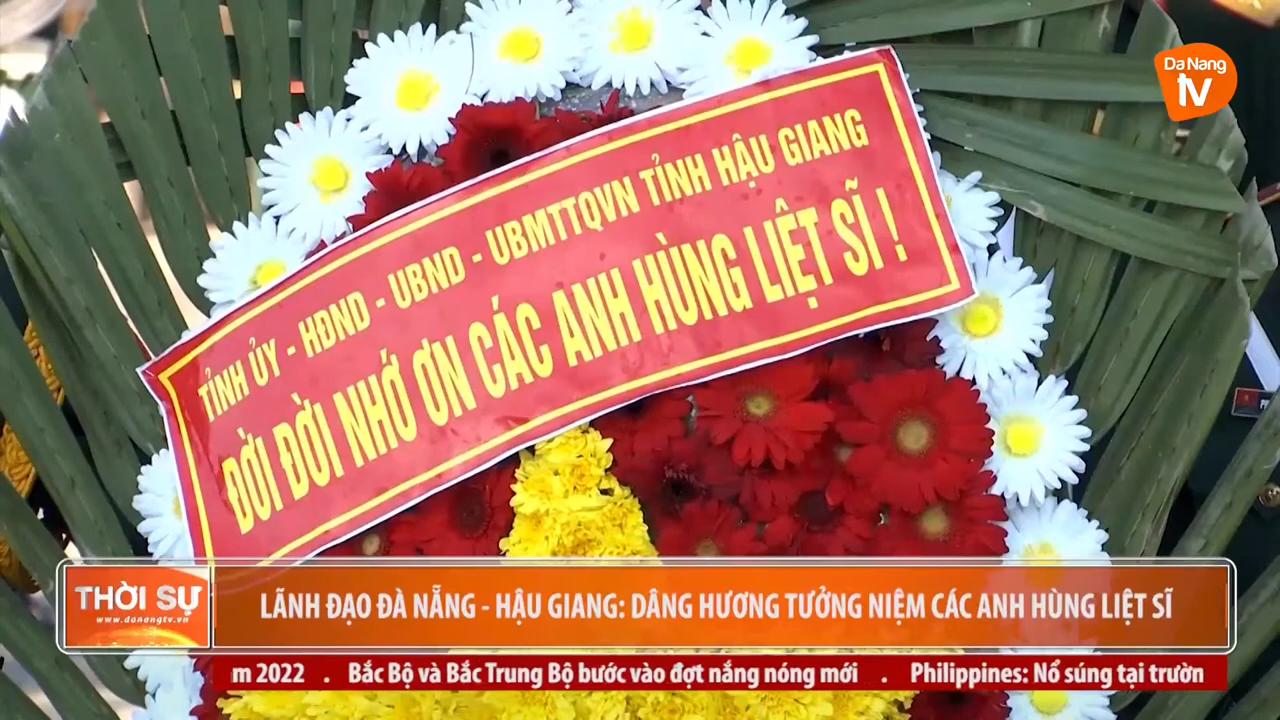 Da Nang
tv
TỈNH ỦY - HĐND - UBND - UBMTTQVN TỈNH HẬU GIANG
ĐỜI ĐỜI NHỚ ƠN CÁC ANH HÙNG LIỆT SĨ !
THỜI SỰ
www.danangtv.vn
LÃNH ĐẠO ĐÀ NẴNG - HẬU GIANG: DÂNG HƯƠNG TƯỞNG NIỆM CÁC ANH HÙNG LIỆT SĨ
m 2022 . Bắc Bộ và Bắc Trung Bộ bước vào đợt nắng nóng mới . Philippines: Nổ súng tại trườn